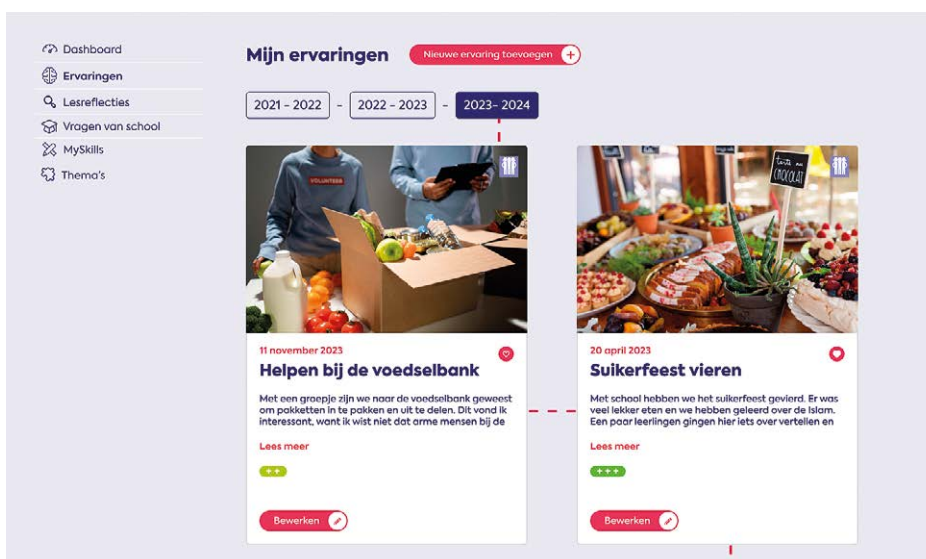 Dashboard
Ervaringen
Lesreflecties
Vragen van school
MySkills
Thema's
Mijn ervaringen
Nieuwe ervaring toevoegen +
2021 - 2022 - 2022 - 2023 - 2023- 2024
VOLUNTEER
11 november 2023
Helpen bij de voedselbank
Met een groepje zijn we naar de voedselbank geweest
om pakketten in te pakken en uit te delen. Dit vond ik
interessant, want ik wist niet dat arme mensen bij de
Lees meer
++
Bewerken
tarte au
CHOCOLAT
20 april 2023
Suikerfeest vieren
Met school hebben we het suikerfeest gevierd. Er was
veel lekker eten en we hebben geleerd over de Islam.
Een paar leerlingen gingen hier iets over vertellen en
Lees meer
+++
Bewerken